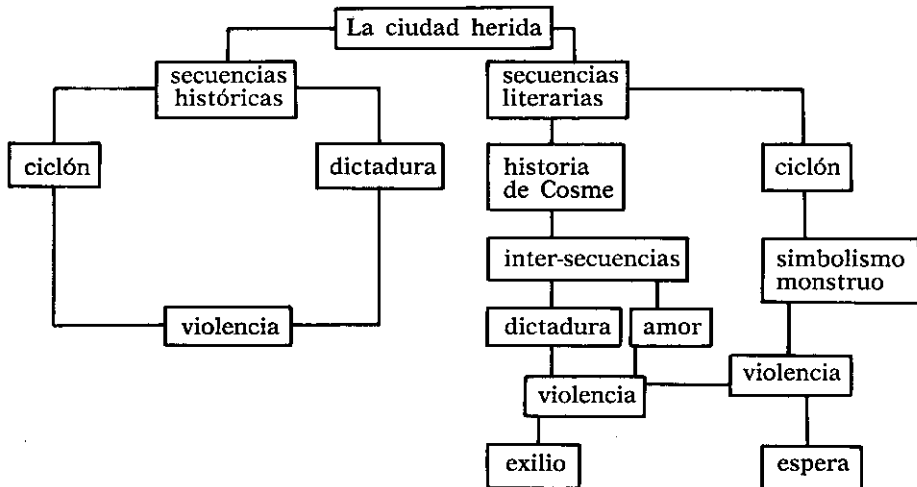 La ciudad herida
secuencias
históricas
secuencias
literarias
ciclón
dictadura
historia
de Cosme
ciclón
inter-secuencias
simbolismo
monstruo
violencia
dictadura
amor
violencia
violencia
exilio
espera